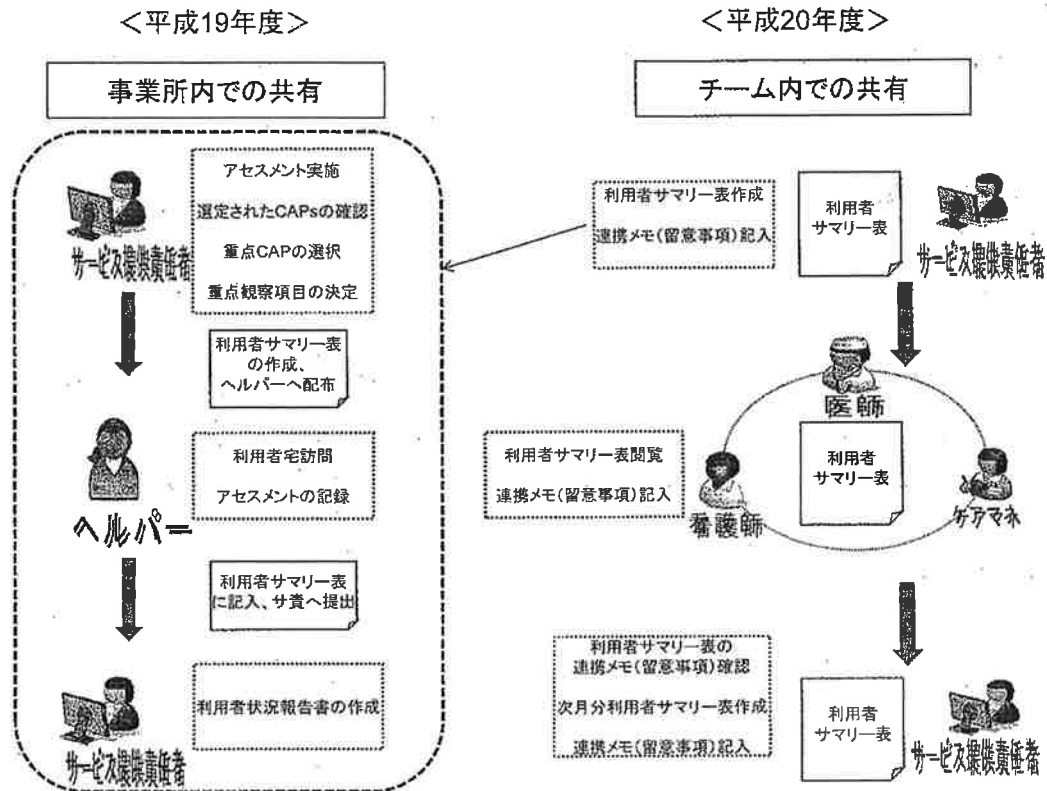 ＜平成19年度＞
事業所内での共有
サービス提供責任者
アセスメント実施
選定されたCAPsの確認
重点CAPの選択
重点観察項目の決定
利用者サマリー表
の作成、
ヘルパーへ配布
ヘルパー
利用者宅訪問
アセスメントの記録
利用者サマリー表
に記入、サ責へ提出
サービス提供責任者
利用者状況報告書の作成
＜平成20年度＞
チーム内での共有
利用者サマリー表作成
連携メモ(留意事項)記入
利用者
サマリー表
サービス提供責任者
医師
利用者サマリー表閲覧
連携メモ(留意事項)記入
看護師
利用者
サマリー表
ケアマネ
利用者サマリー表の
連携メモ(留意事項)確認
次月分利用者サマリー表作成
連携メモ(留意事項)記入
利用者
サマリー表
サービス提供責任者